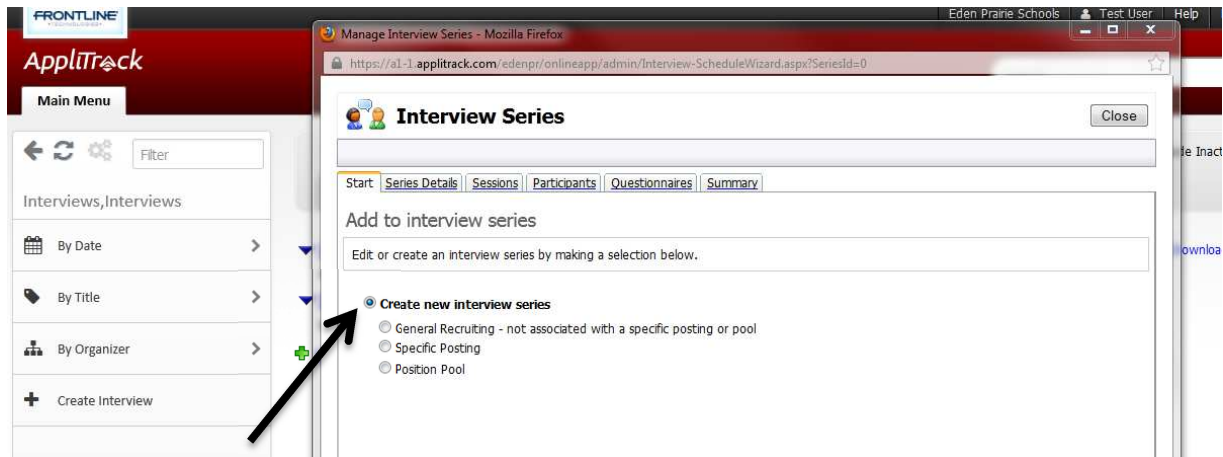 FRONTLINE
TECHNOLOGIES
Eden Prairie Schools Test User Help
AppliTrack
Main Menu
Filter
Interviews,Interviews
By Date
By Title
By Organizer
Create Interview
Manage Interview Series - Mozilla Firefox
https://a1-1.applitrack.com/edenpr/onlineapp/admin/Interview-ScheduleWizard.aspx?SeriesId=0
Interview Series
Close
Start Series Details Sessions Participants Questionnaires Summary
Add to interview series
Edit or create an interview series by making a selection below.
Create new interview series
General Recruiting - not associated with a specific posting or pool
Specific Posting
Position Pool
de Inact
ownloa